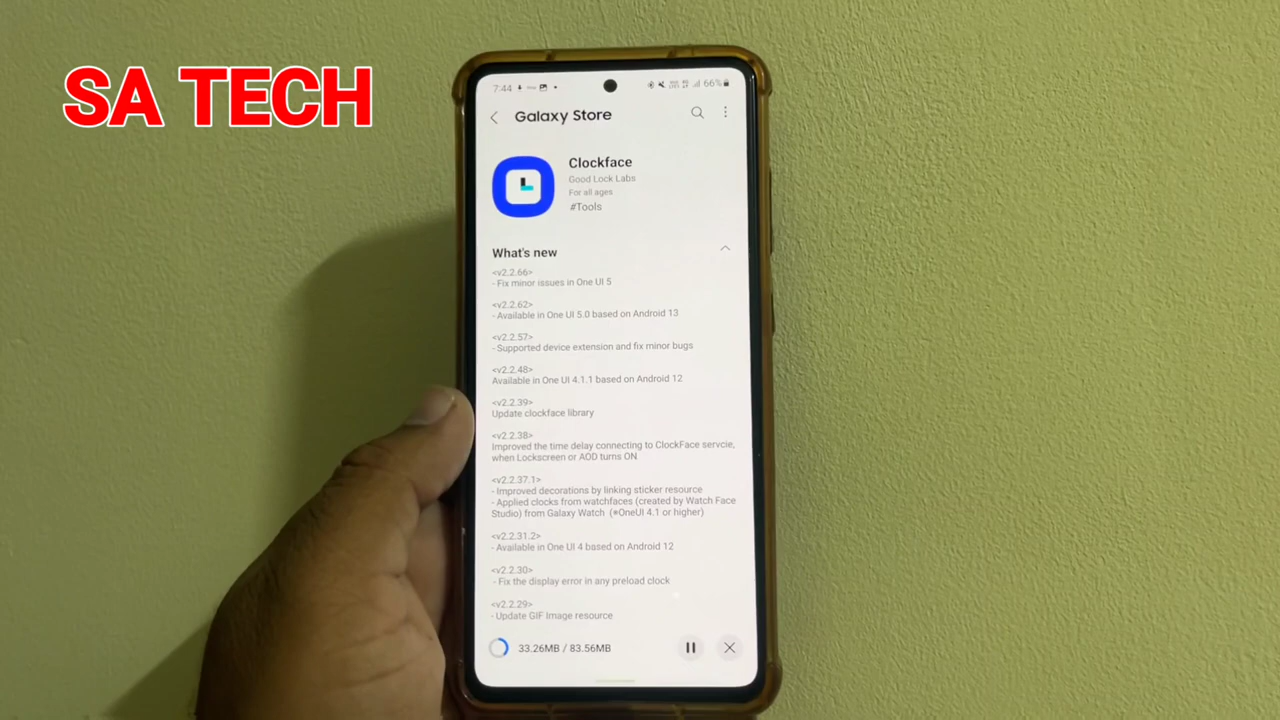 SA TECH
7:44
66%
Galaxy Store
Clockface
Good Lock Labs
For all ages
#Tools
What's new
<v2.2.66>
- Fix minor issues in One UI 5
<v2.2.62>
- Available in One UI 5.0 based on Android 13
<v2.2.57>
- Supported device extension and fix minor bugs
<v2.2.48>
Available in One UI 4.1.1 based on Android 12
<v2.2.39>
Update clockface library
<v2.2.38>
Improved the time delay connecting to ClockFace servcie,
when Lockscreen or AOD turns ON
<v2.2.37.1>
- Improved decorations by linking sticker resource
- Applied clocks from watchfaces (created by Watch Face
Studio) from Galaxy Watch (※OneUI 4.1 or higher)
<v2.2.31.2>
- Available in One UI 4 based on Android 12
<v2.2.30>
- Fix the display error in any preload clock
<v2.2.29>
- Update GIF Image resource
33.26MB / 83.56MB